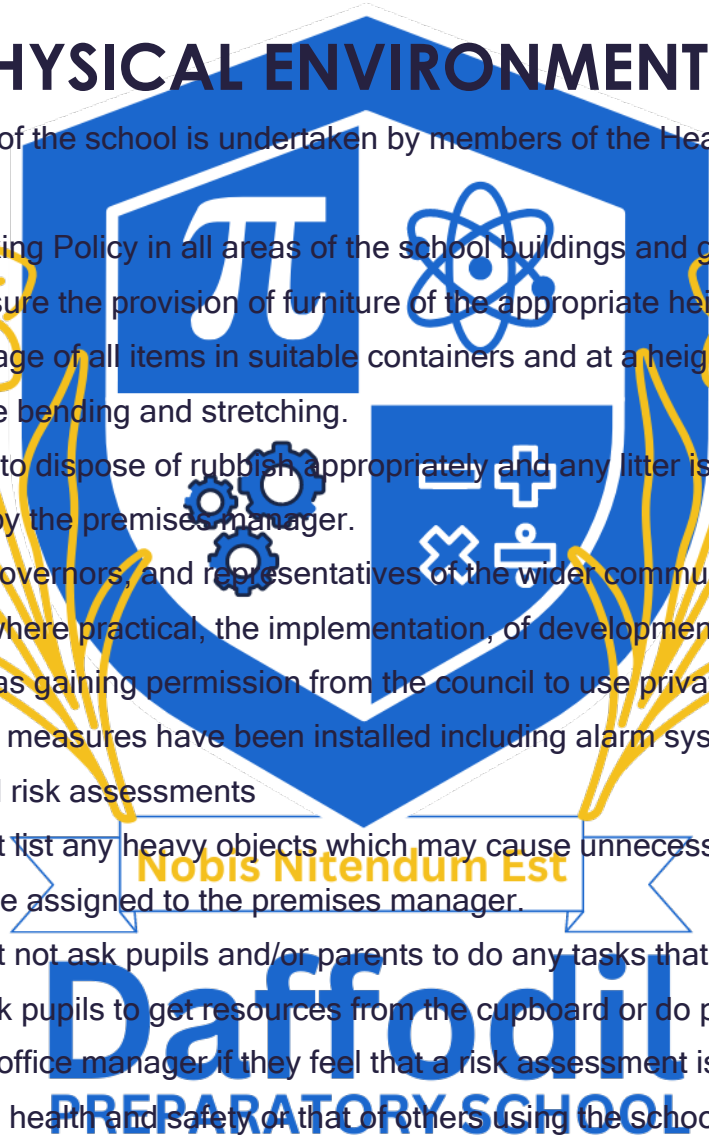 HYSICAL ENVIRONMENT
of the school is undertaken by members of the Hea
ing Policy in all areas of the school buildings and g
sure the provision of furniture of the appropriate hei
age of all items in suitable containers and at a heig
e bending and stretching.
to dispose of rubbish appropriately and any litter is
by the premises manager.
overnors, and representatives of the wider commu
where practical, the implementation, of developmen
as gaining permission from the council to use priva
measures have been installed including alarm sys
l risk assessments
t list any heavy objects which may cause unnecess
Nobis Nitendum Est
e assigned to the premises manager.
t not ask pupils and/or parents to do any tasks that
Daffodil
k pupils to get resources from the cupboard or do p
office manager if they feel that a risk assessment is
health and safety or that of others using the schoo
PREPARATORY SCHOOL